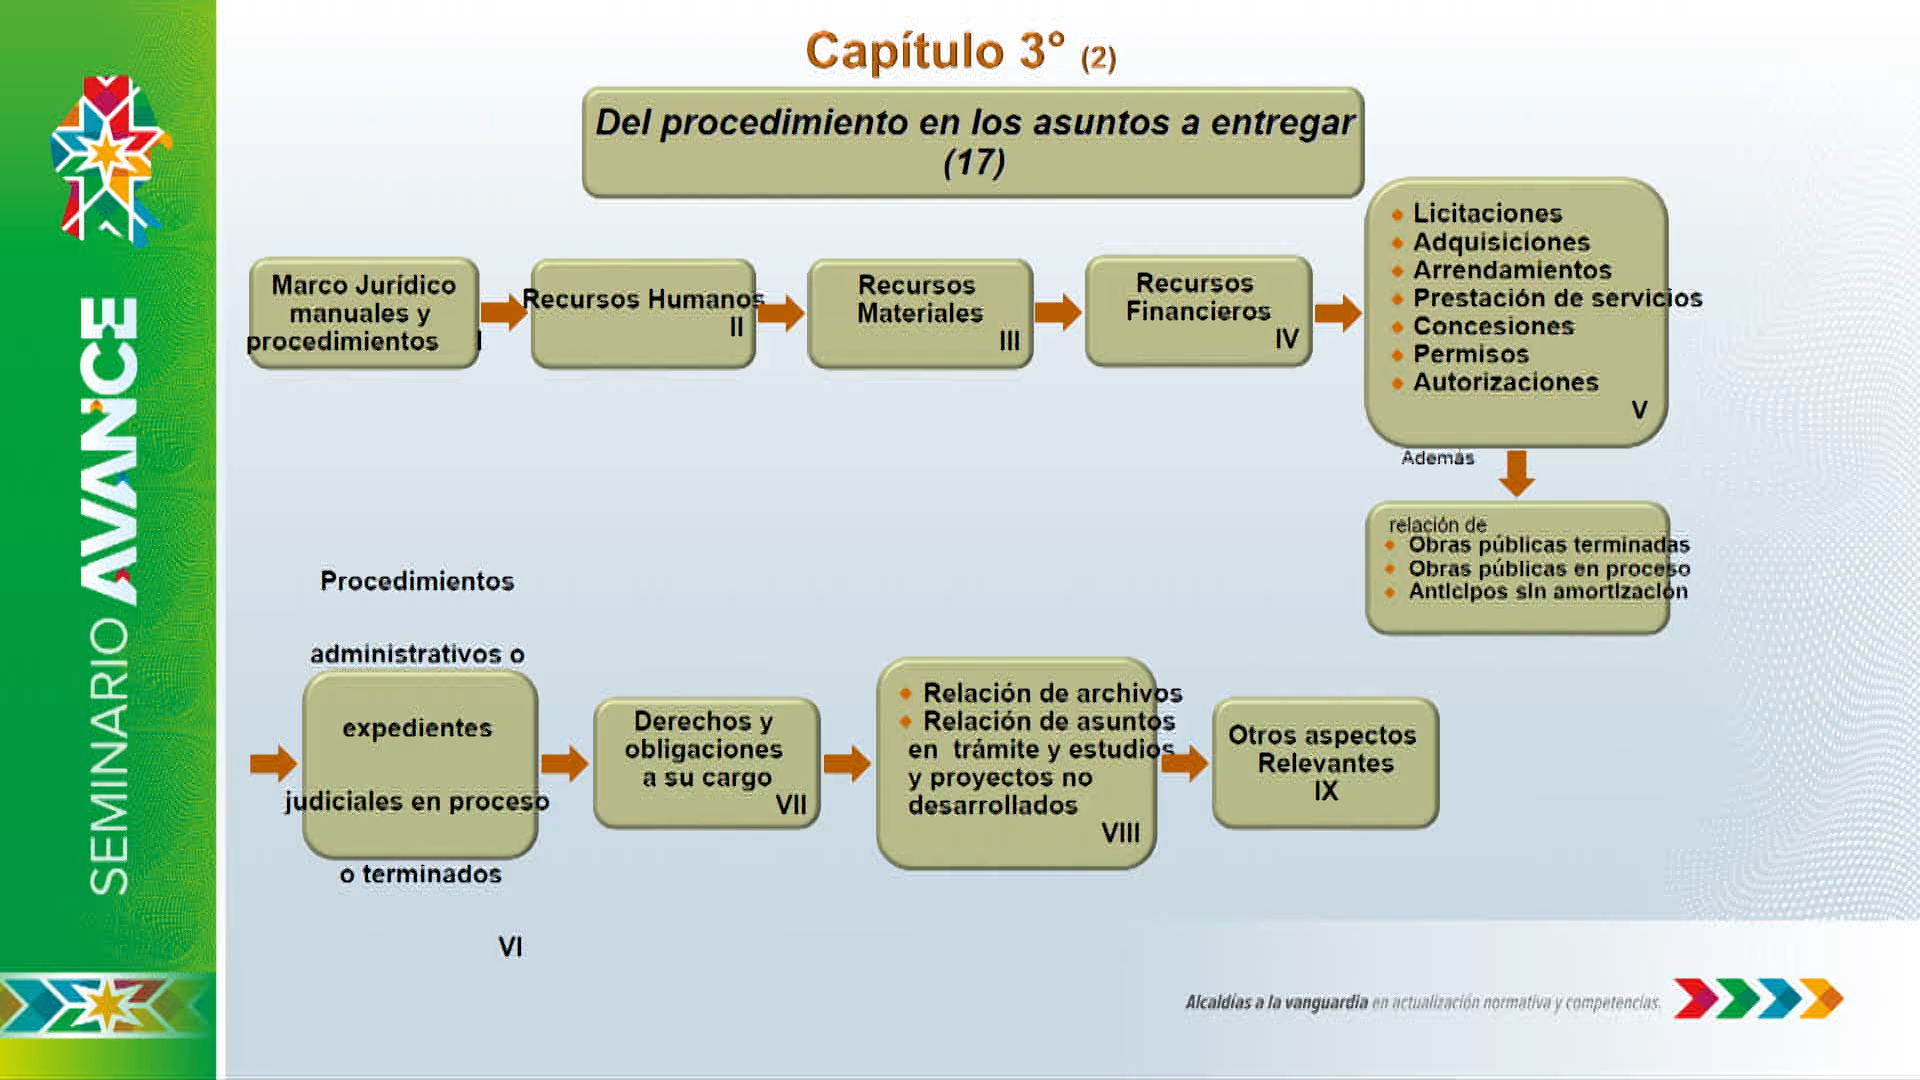 Capítulo 3° (2)
Del procedimiento en los asuntos a entregar
(17)
Marco Jurídico
manuales y
procedimientos I
Recursos Humanos
II
Recursos
Materiales
III
Recursos
Financieros
IV
Licitaciones
Adquisiciones
Arrendamientos
Prestación de servicios
Concesiones
Permisos
Autorizaciones
V
Además
relación de
Obras públicas terminadas
Obras públicas en proceso
Anticipos sin amortización
Procedimientos
administrativos o
expedientes
judiciales en proceso
o terminados
VI
Derechos y
obligaciones
a su cargo
VII
Relación de archivos
Relación de asuntos
en trámite y estudios
y proyectos no
desarrollados
VIII
Otros aspectos
Relevantes
IX
SEMINARIO AVANCE
Alcaldías a la vanguardia en actualización normativa y competencias.